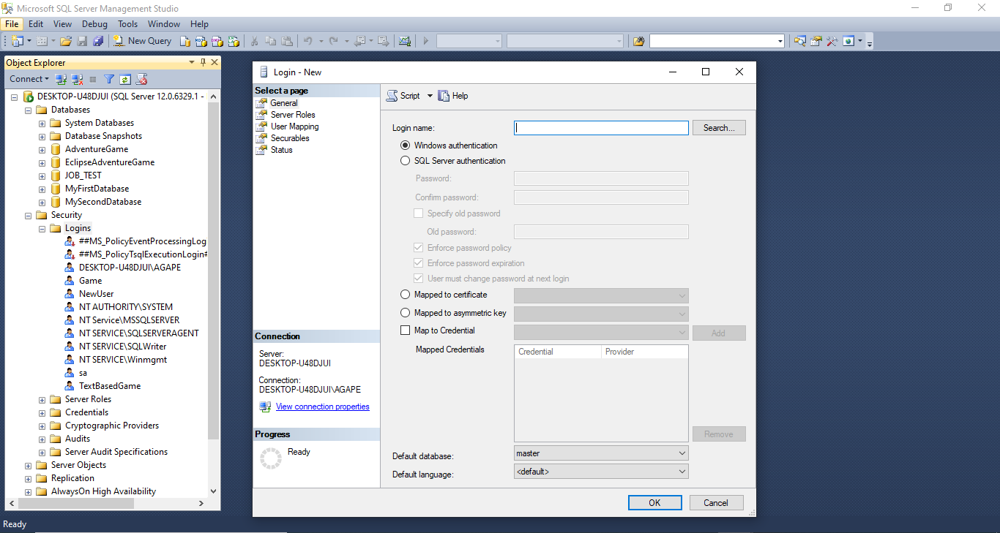 Microsoft SQL Server Management Studio
File Edit View Debug Tools Window Help
New Query
Object Explorer
Connect
DESKTOP-U48DJUI (SQL Server 12.0.6329.1 -
Databases
System Databases
Database Snapshots
AdventureGame
EclipseAdventureGame
JOB_TEST
MyFirstDatabase
MySecondDatabase
Security
Logins
##MS_PolicyEventProcessingLog
##MS_PolicyTsqlExecutionLogin#
DESKTOP-U48DJUI\AGAPE
Game
NewUser
NT AUTHORITY\SYSTEM
NT Service\MSSQLSERVER
NT SERVICE\SQLSERVERAGENT
NT SERVICE\SQLWriter
NT SERVICE\Winmgmt
sa
TextBasedGame
Server Roles
Credentials
Cryptographic Providers
Audits
Server Audit Specifications
Server Objects
Replication
AlwaysOn High Availability
Login - New
Select a page
General
Server Roles
User Mapping
Securables
Status
Connection
Server:
DESKTOP-U48DJUI
Connection:
DESKTOP-U48DJUI\AGAPE
View connection properties
Progress
Ready
Script Help
Login name: Search...
Windows authentication
SQL Server authentication
Password:
Confirm password:
Specify old password
Old password:
Enforce password policy
Enforce password expiration
User must change password at next login
Mapped to certificate
Mapped to asymmetric key
Map to Credential Add
Mapped Credentials Credential Provider
Remove
Default database: master
Default language: <default>
OK Cancel
Ready